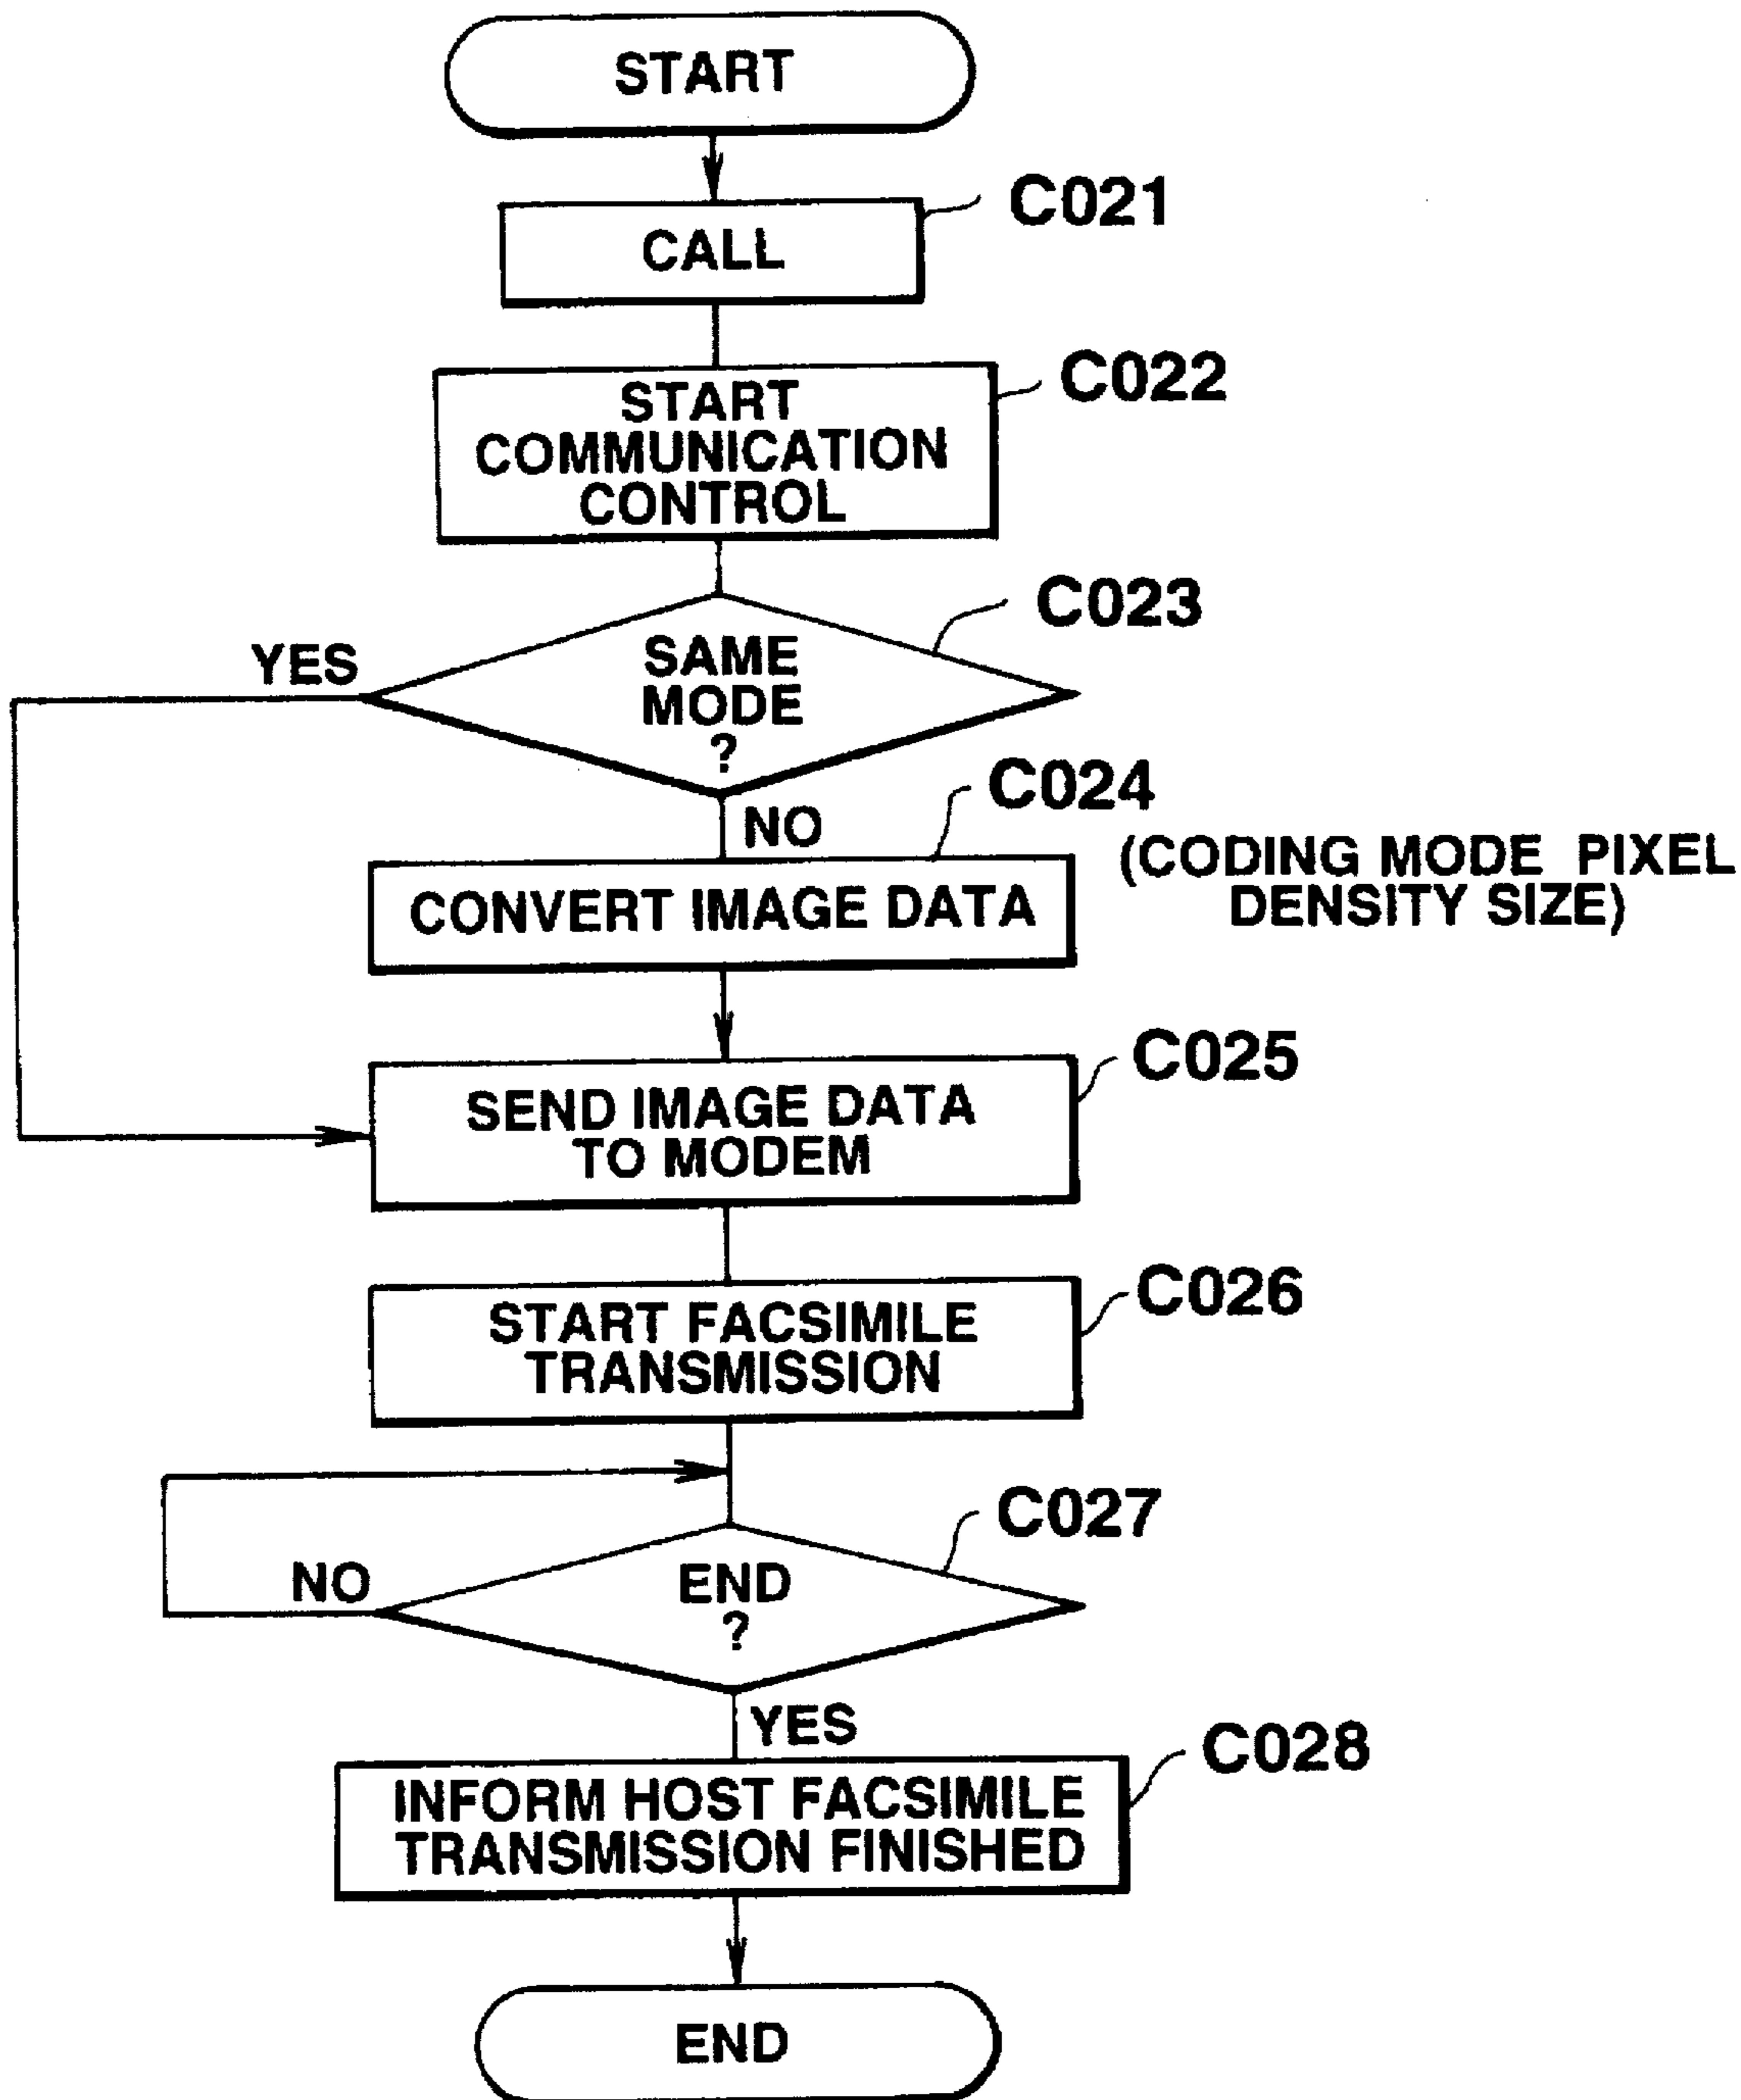 START
C021
CALL
C022
START
COMMUNICATION
CONTROL
C023
YES
SAME
MODE
?
C024
NO
(CODING MODE PIXEL
DENSITY SIZE)
CONVERT IMAGE DATA
C025
SEND IMAGE DATA
TO MODEM
C026
START FACSIMILE
TRANSMISSION
C027
NO
END
?
YES
C028
INFORM HOST FACSIMILE
TRANSMISSION FINISHED
END